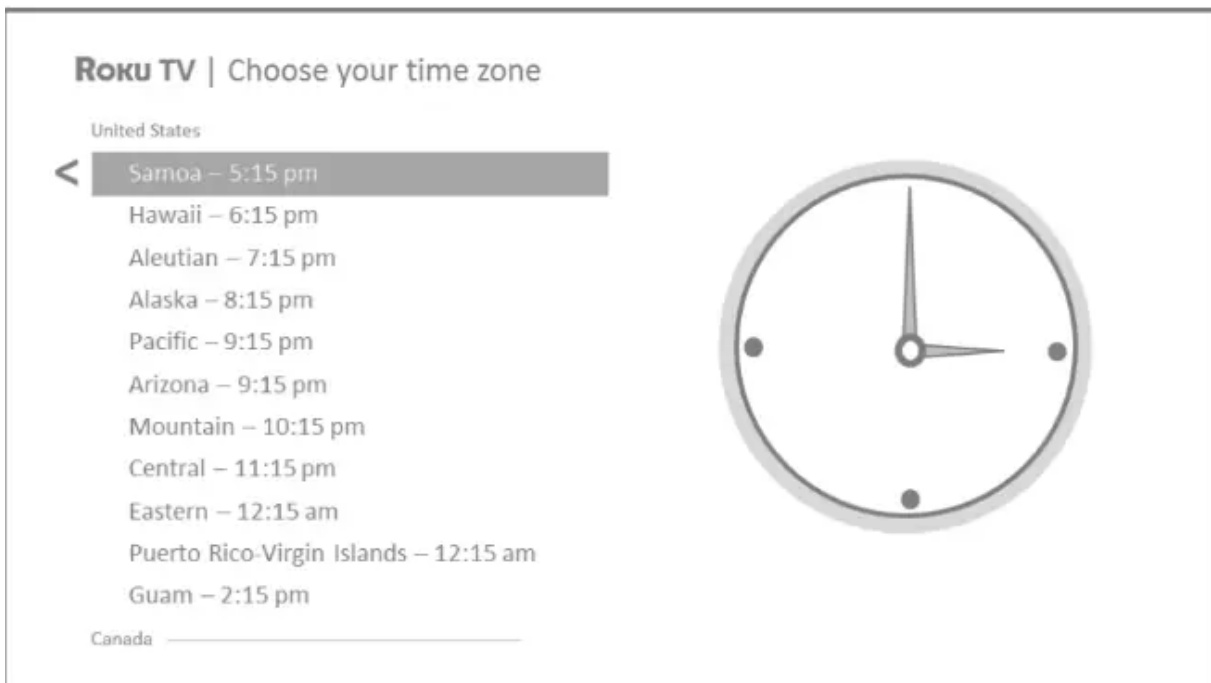 Roku TV | Choose your time zone
United States
<
Samoa – 5:15 pm
Hawaii – 6:15 pm
Aleutian – 7:15 pm
Alaska – 8:15 pm
Pacific – 9:15 pm
Arizona – 9:15 pm
Mountain – 10:15 pm
Central – 11:15 pm
Eastern – 12:15 am
Puerto Rico-Virgin Islands – 12:15 am
Guam – 2:15 pm
Canada